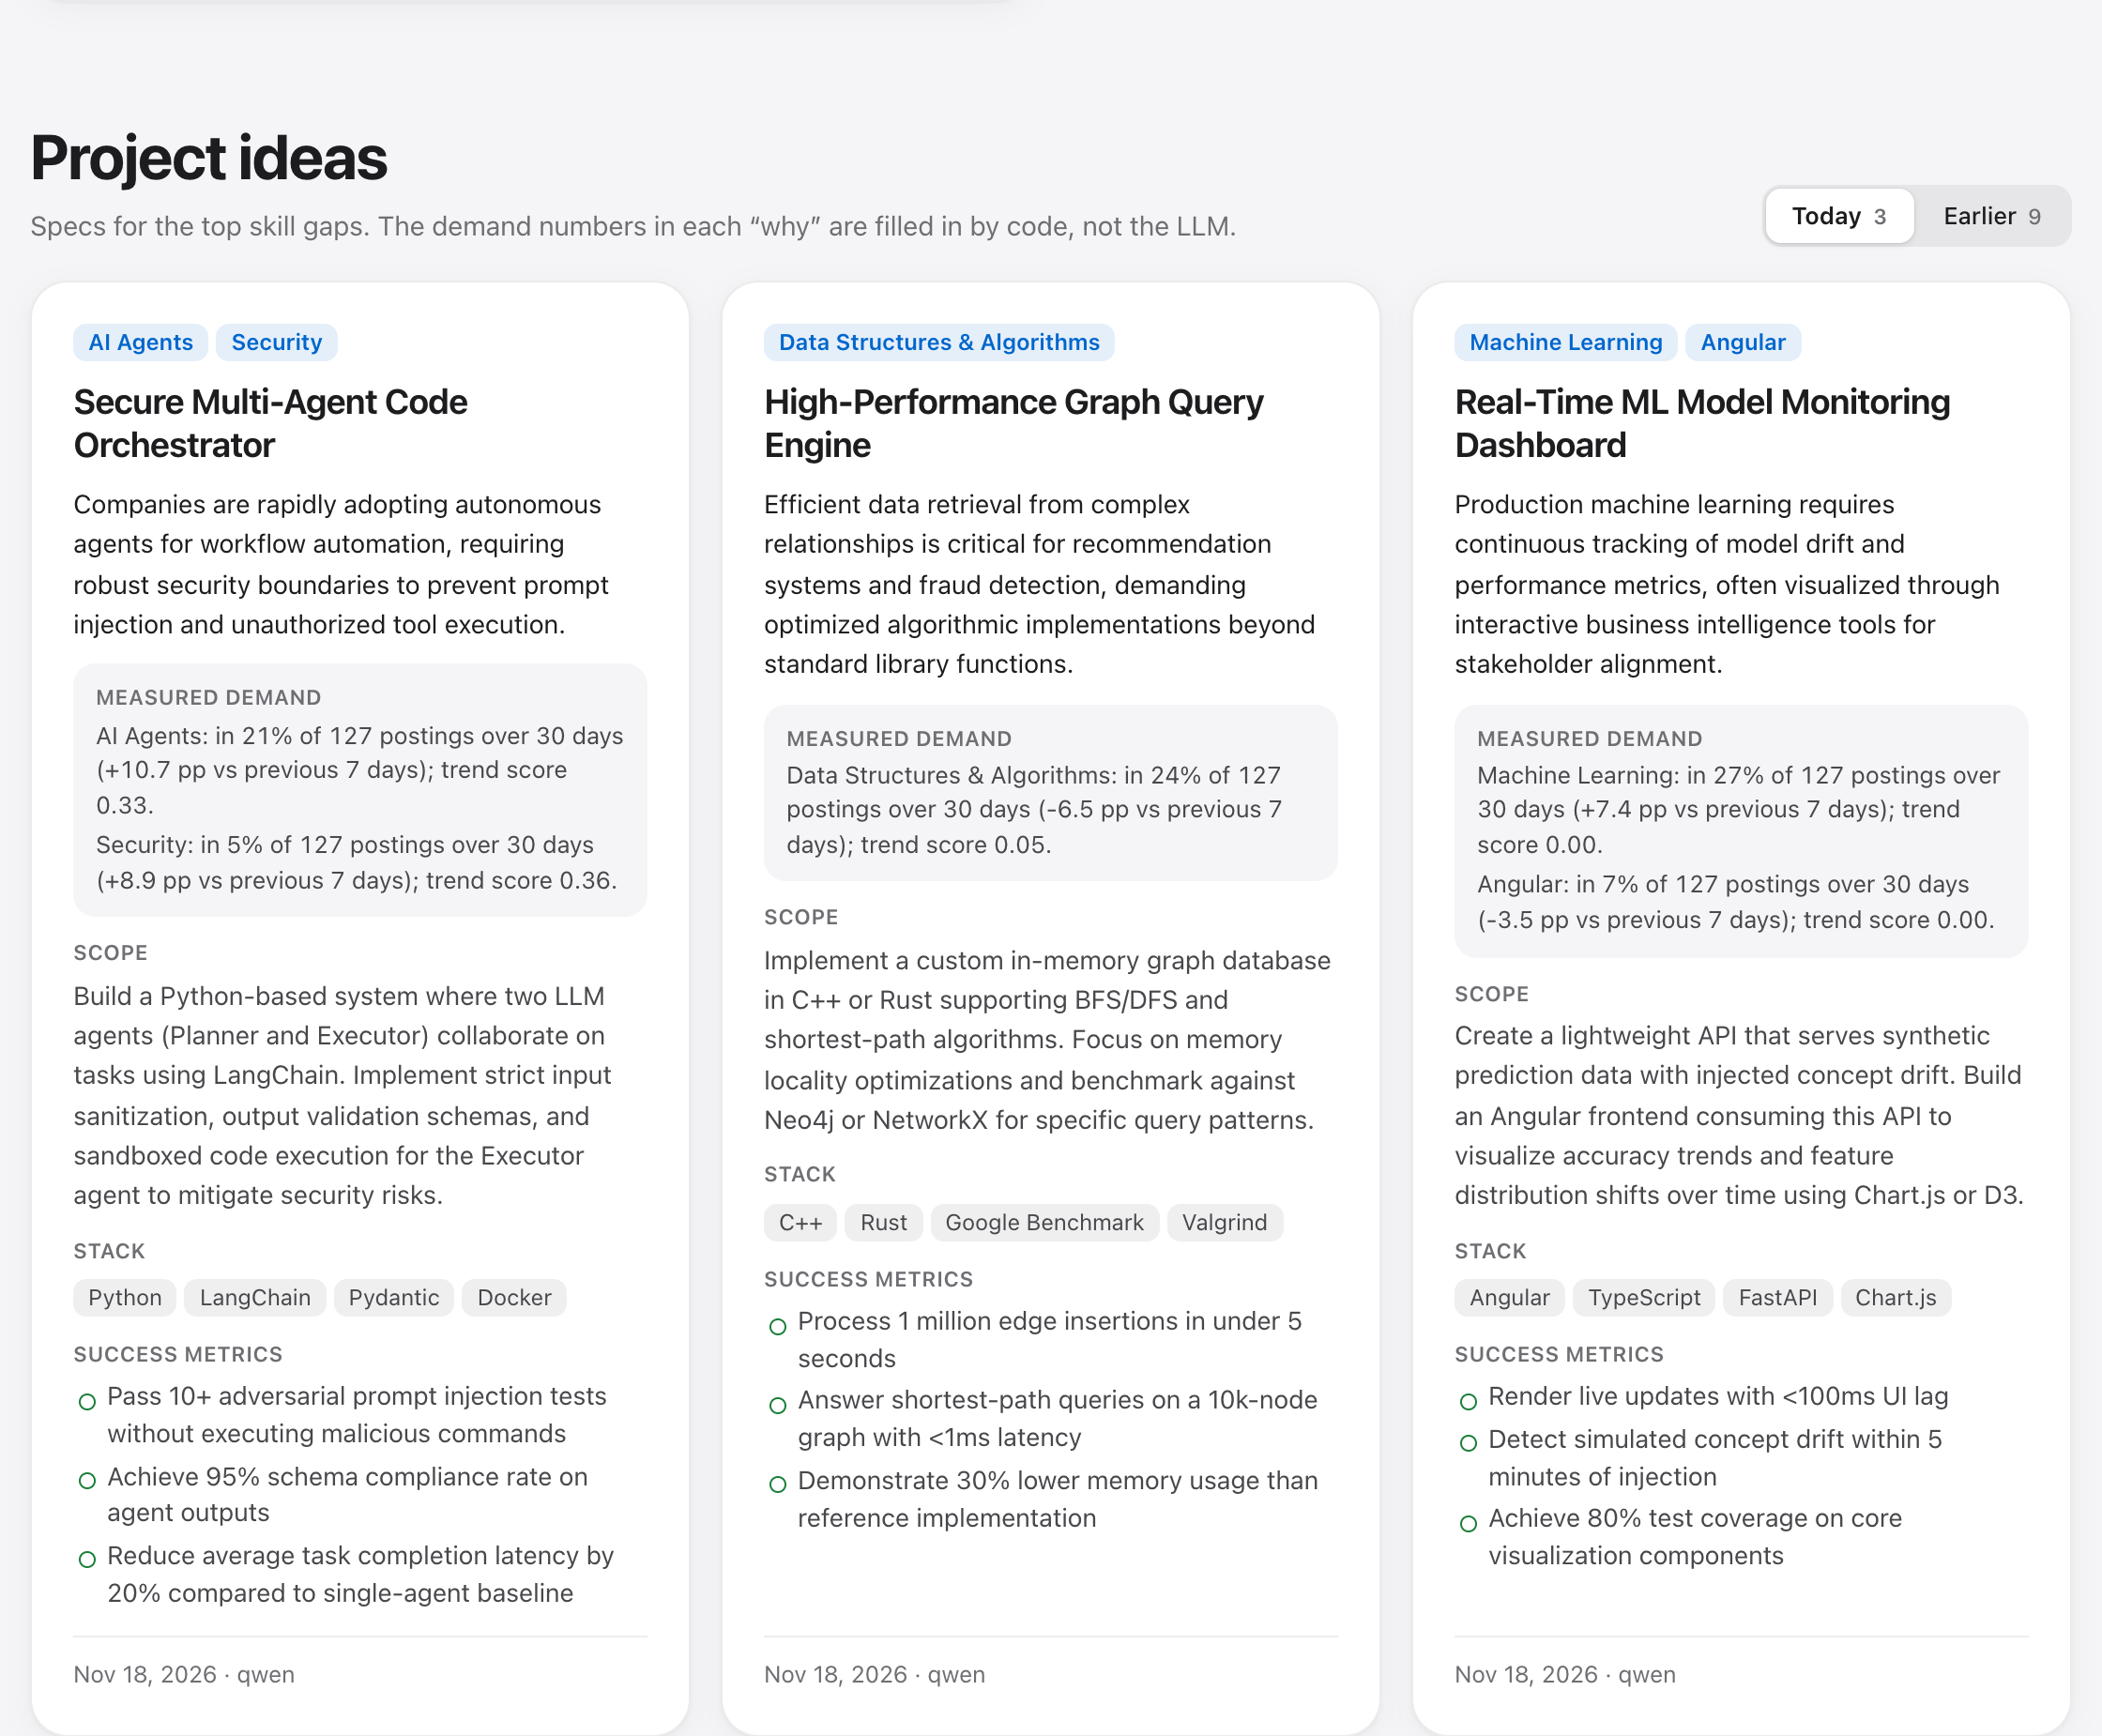 Project ideas
Specs for the top skill gaps. The demand numbers in each “why” are filled in by code, not the LLM.
Today 3
Earlier 9
AI Agents
Security
Secure Multi-Agent Code
Orchestrator
Companies are rapidly adopting autonomous
agents for workflow automation, requiring
robust security boundaries to prevent prompt
injection and unauthorized tool execution.
MEASURED DEMAND
AI Agents: in 21% of 127 postings over 30 days
(+10.7 pp vs previous 7 days); trend score
0.33.
Security: in 5% of 127 postings over 30 days
(+8.9 pp vs previous 7 days); trend score 0.36.
SCOPE
Build a Python-based system where two LLM
agents (Planner and Executor) collaborate on
tasks using LangChain. Implement strict input
sanitization, output validation schemas, and
sandboxed code execution for the Executor
agent to mitigate security risks.
STACK
Python
LangChain
Pydantic
Docker
SUCCESS METRICS
Pass 10+ adversarial prompt injection tests
without executing malicious commands
Achieve 95% schema compliance rate on
agent outputs
Reduce average task completion latency by
20% compared to single-agent baseline
Nov 18, 2026 · qwen
Data Structures & Algorithms
High-Performance Graph Query
Engine
Efficient data retrieval from complex
relationships is critical for recommendation
systems and fraud detection, demanding
optimized algorithmic implementations beyond
standard library functions.
MEASURED DEMAND
Data Structures & Algorithms: in 24% of 127
postings over 30 days (-6.5 pp vs previous 7
days); trend score 0.05.
SCOPE
Implement a custom in-memory graph database
in C++ or Rust supporting BFS/DFS and
shortest-path algorithms. Focus on memory
locality optimizations and benchmark against
Neo4j or NetworkX for specific query patterns.
STACK
C++
Rust
Google Benchmark
Valgrind
SUCCESS METRICS
Process 1 million edge insertions in under 5
seconds
Answer shortest-path queries on a 10k-node
graph with <1ms latency
Demonstrate 30% lower memory usage than
reference implementation
Nov 18, 2026 · qwen
Machine Learning
Angular
Real-Time ML Model Monitoring
Dashboard
Production machine learning requires
continuous tracking of model drift and
performance metrics, often visualized through
interactive business intelligence tools for
stakeholder alignment.
MEASURED DEMAND
Machine Learning: in 27% of 127 postings over
30 days (+7.4 pp vs previous 7 days); trend
score 0.00.
Angular: in 7% of 127 postings over 30 days
(-3.5 pp vs previous 7 days); trend score 0.00.
SCOPE
Create a lightweight API that serves synthetic
prediction data with injected concept drift. Build
an Angular frontend consuming this API to
visualize accuracy trends and feature
distribution shifts over time using Chart.js or D3.
STACK
Angular
TypeScript
FastAPI
Chart.js
SUCCESS METRICS
Render live updates with <100ms UI lag
Detect simulated concept drift within 5
minutes of injection
Achieve 80% test coverage on core
visualization components
Nov 18, 2026 · qwen